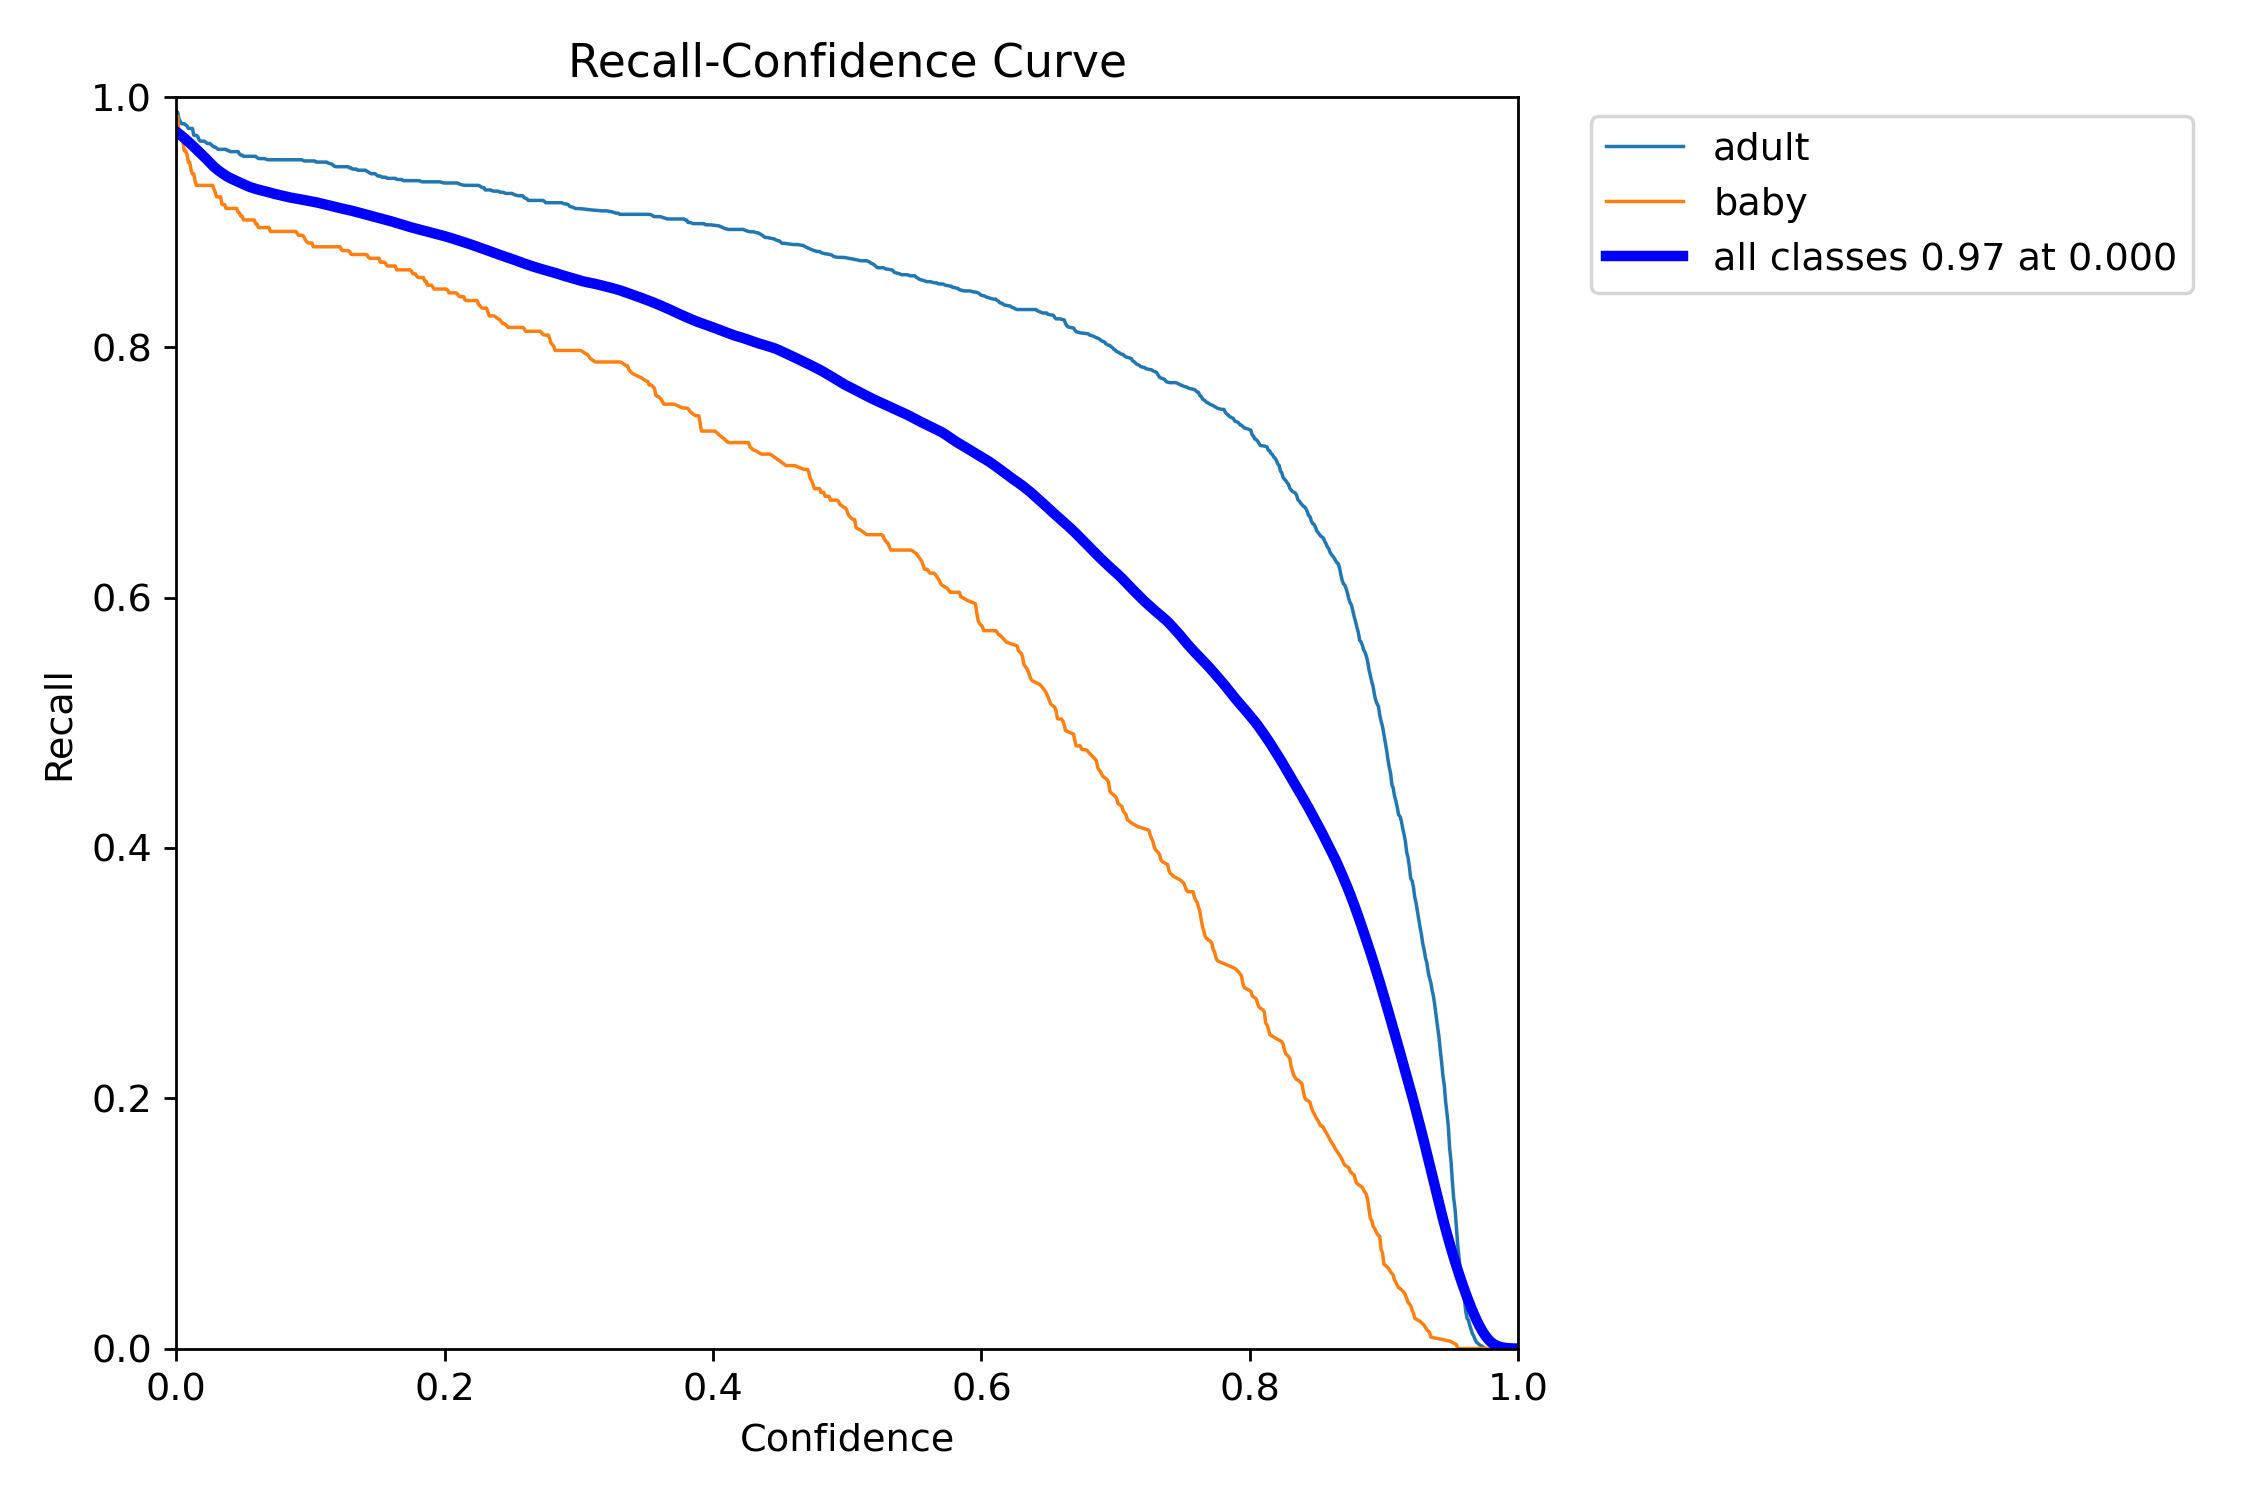 Recall-Confidence Curve
1.0
0.8
0.6
0.4
0.2
0.0
Recall
0.0 0.2 0.4 0.6 0.8 1.0
Confidence
adult
baby
all classes 0.97 at 0.000